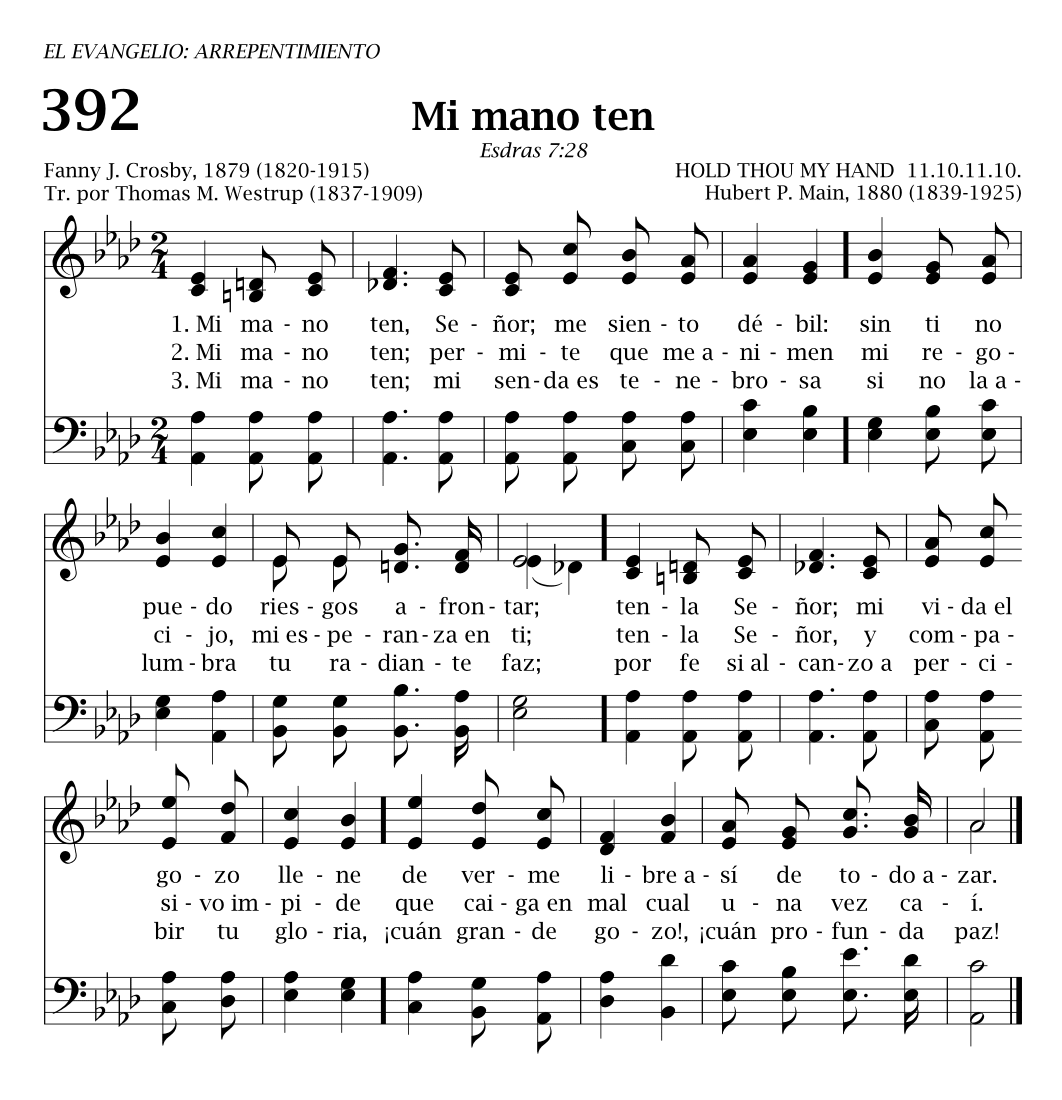 EL EVANGELIO: ARREPENTIMIENTO
392
Mi mano ten
Esdras 7:28
Fanny J. Crosby, 1879 (1820-1915)
HOLD THOU MY HAND 11.10.11.10.
Tr. por Thomas M. Westrup (1837-1909)
Hubert P. Main, 1880 (1839-1925)
2
4
1. Mi ma - no ten, Se - ñor; me sien - to dé - bil: sin ti no
2. Mi ma - no ten; per - mi - te que me a - ni - men mi re - go -
3. Mi ma - no ten; mi sen - da es te - ne - bro - sa si no la a -
2
4
pue - do ries - gos a - fron - tar; ten - la Se - ñor; mi vi - da el
ci - jo, mi es - pe - ran - za en ti; ten - la Se - ñor, y com - pa -
lum - bra tu ra - dian - te faz; por fe si al - can - zo a per - ci -
go - zo lle - ne de ver - me li - bre a - sí de to - do a - zar.
si - vo im - pi - de que cai - ga en mal cual u - na vez ca - í.
bir tu glo - ria, ¡cuán gran - de go - zo!, ¡cuán pro - fun - da paz!